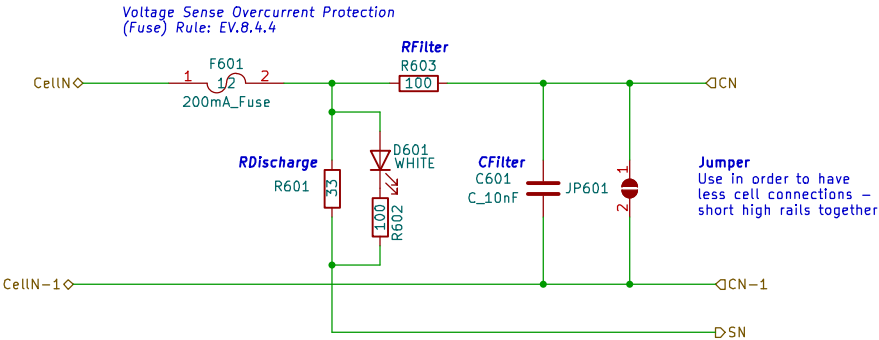 Voltage Sense Overcurrent Protection
(Fuse) Rule: EV.8.4.4
RFilter
F601
R603
CellN
1
12
2
100
CN
200mA_Fuse
D601
WHITE
RDischarge
CFilter
Jumper
R601
33
C601
C_10nF
1
JP601
2
Use in order to have
less cell connections –
short high rails together
100
R602
CellN-1
CN-1
SN